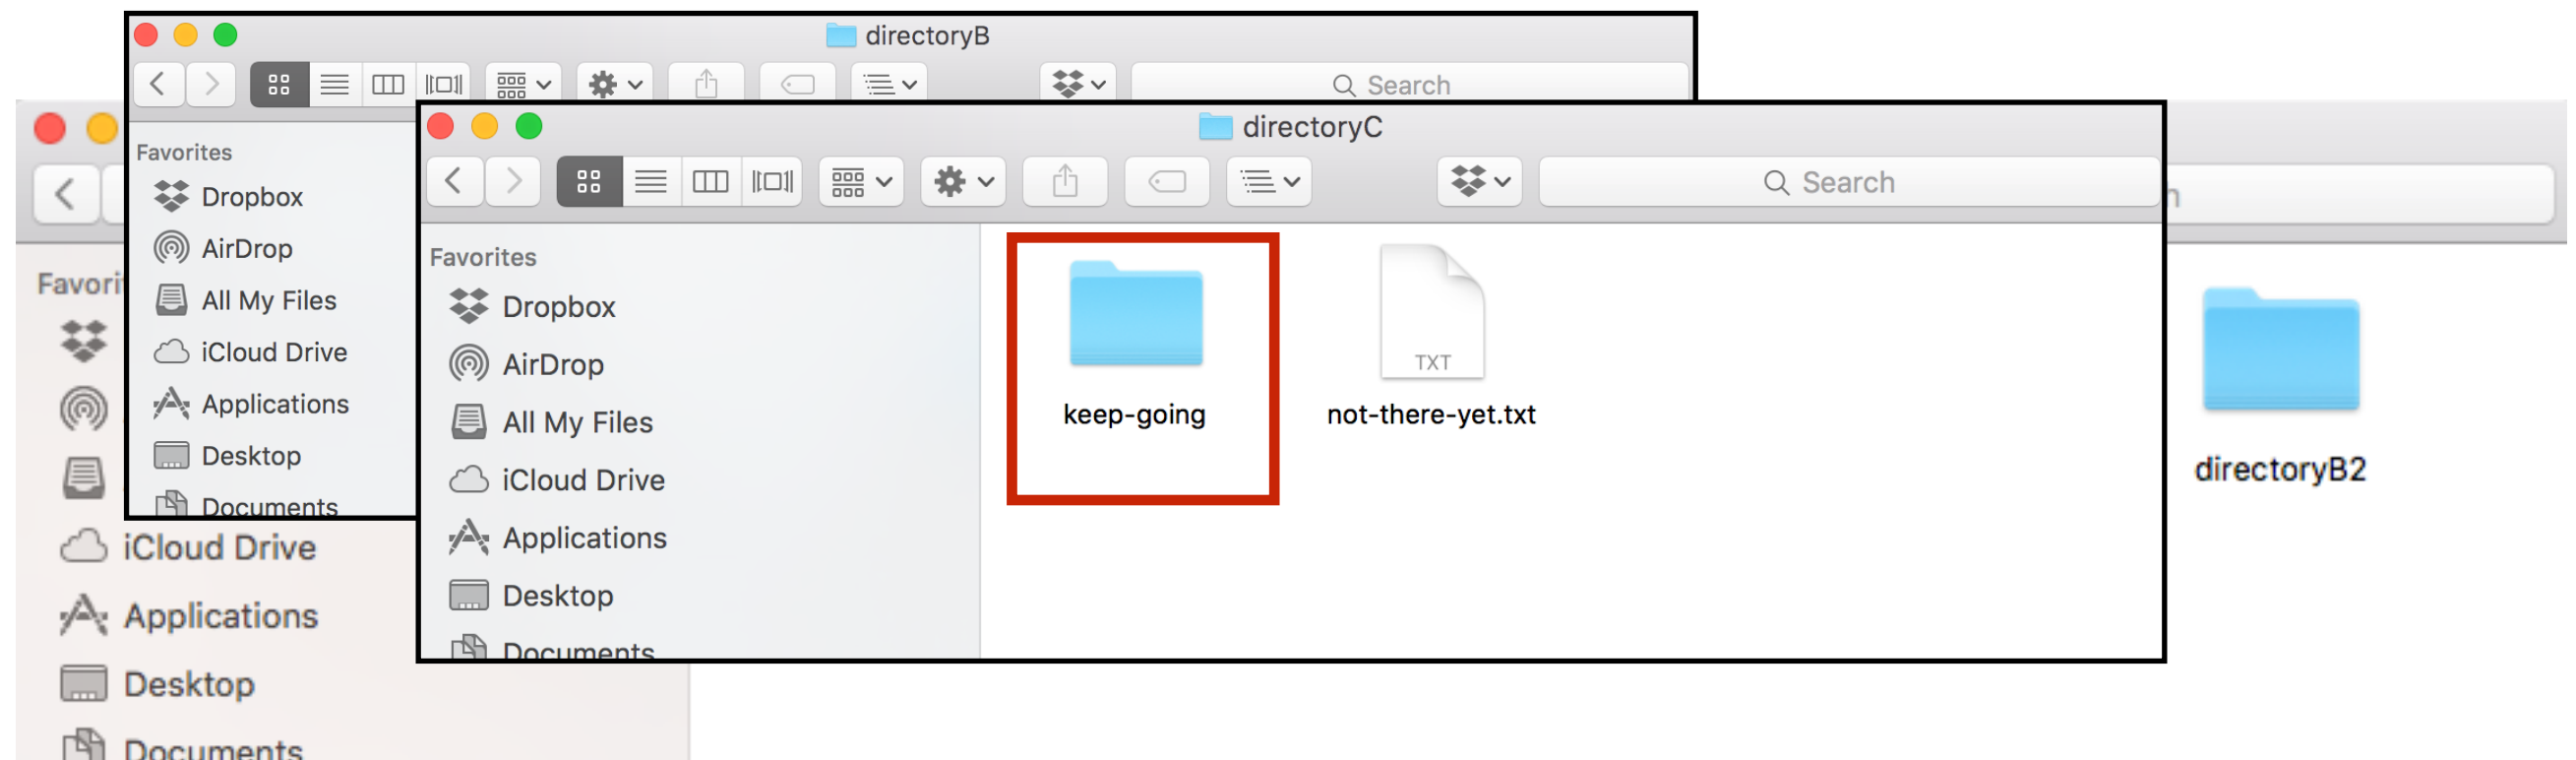 directoryB
Search
Favorites
Dropbox
AirDrop
All My Files
iCloud Drive
Applications
Desktop
Documents
directoryC
Search
Favorites
Dropbox
AirDrop
All My Files
iCloud Drive
Applications
Desktop
Documents
keep-going
TXT
not-there-yet.txt
Favori
iCloud Drive
Applications
Desktop
Documents
h
directoryB2